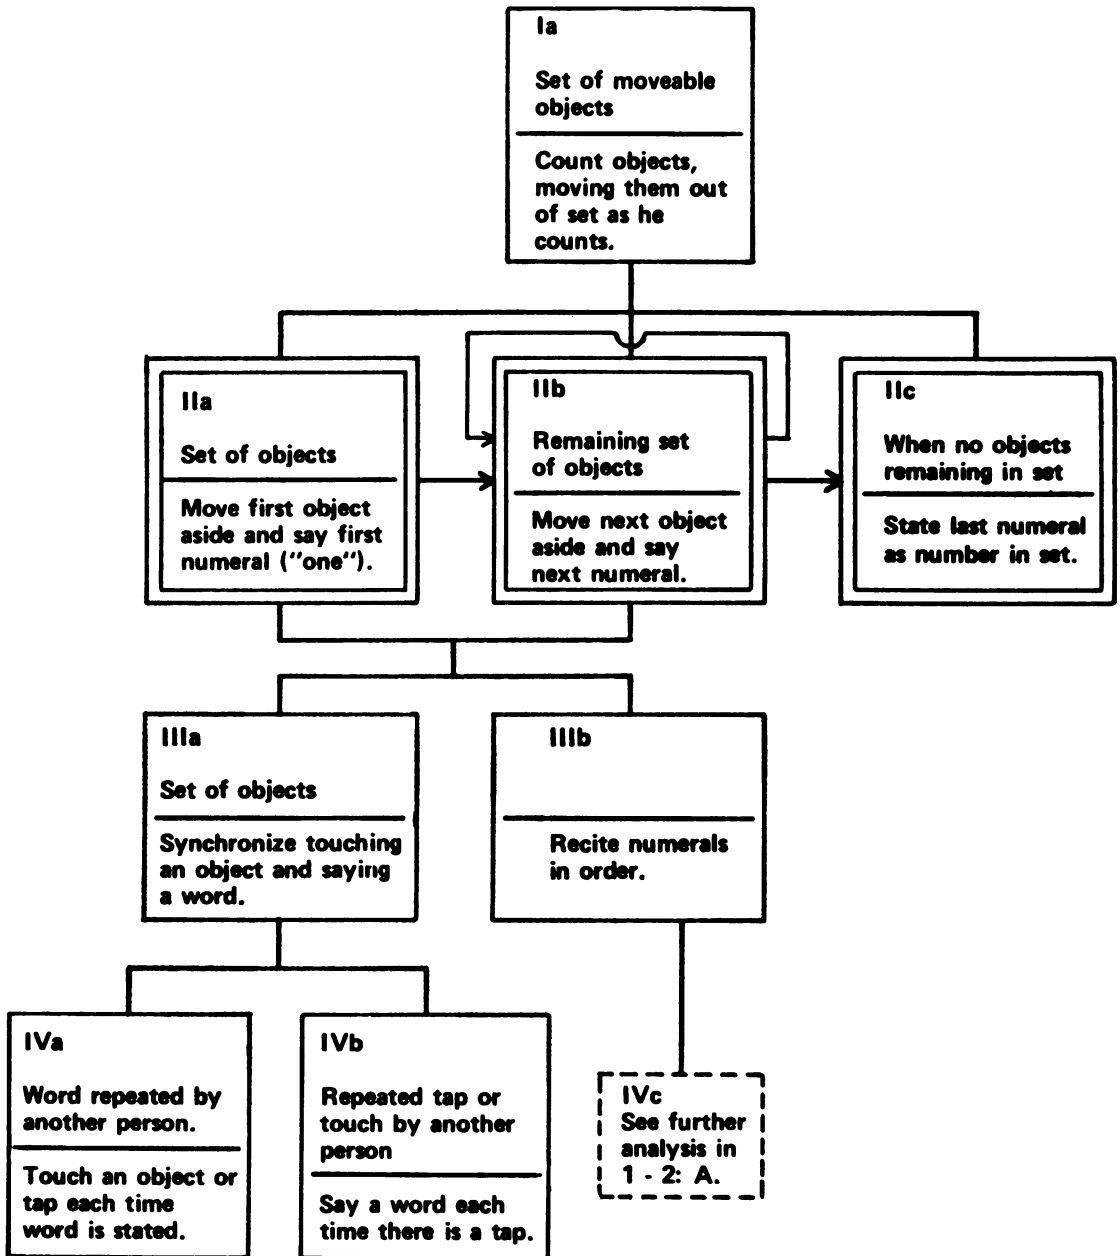 Ia
Set of moveable
objects
Count objects,
moving them out
of set as he
counts.
IIa
Set of objects
Move first object
aside and say first
numeral ("one").
IIb
Remaining set
of objects
Move next object
aside and say
next numeral.
IIc
When no objects
remaining in set
State last numeral
as number in set.
IIIa
Set of objects
Synchronize touching
an object and saying
a word.
IIIb
Recite numerals
in order.
IVa
Word repeated by
another person.
Touch an object or
tap each time
word is stated.
IVb
Repeated tap or
touch by another
person
Say a word each
time there is a tap.
IVc
See further
analysis in
1 - 2: A.